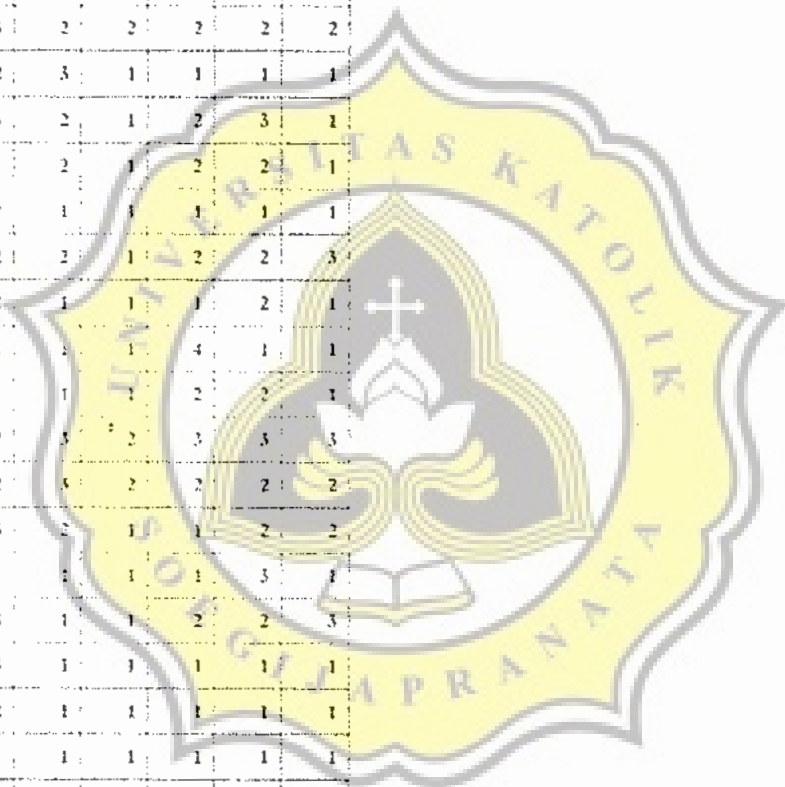 2 2 2 2 2
3 1 1 1 1
2 1 2 3 1
2 1 2 2 1
1 1 1 1
2 1 2 2 3
1 1 1 2 1
1 4 1 1
1 2 2 1
3 2 3 3 3
2 2 2 2
2 1 1 2 2
1 1 1 3
1 1 2 2 3
1 1 1 1 1
1 1 1 1 1
1 1 1 1 1
UNIVERSITAS KATOLIK
SOEGIJAPRANATA